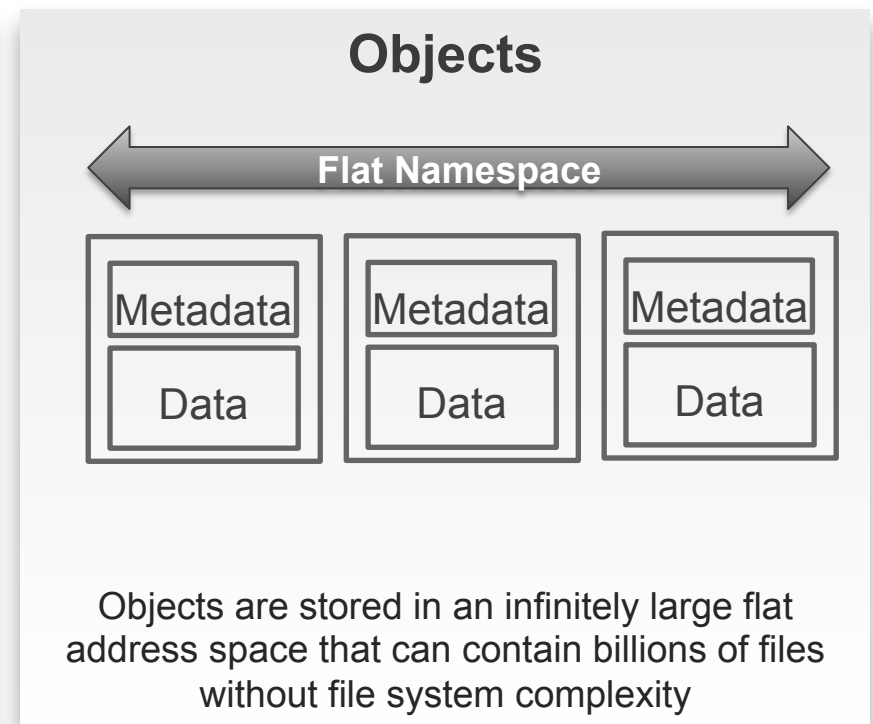 Objects
Flat Namespace
Metadata
Data
Metadata
Data
Metadata
Data
Objects are stored in an infinitely large flat
address space that can contain billions of files
without file system complexity